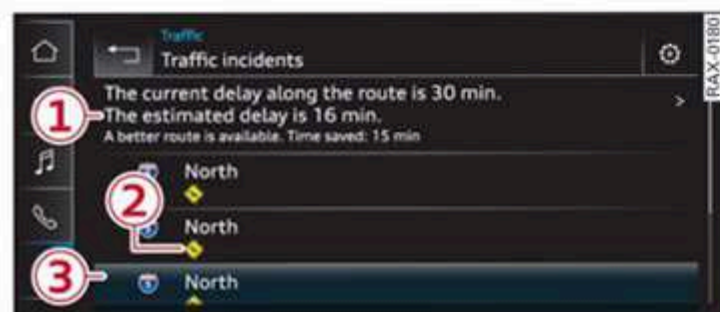 Traffic
Traffic incidents
The current delay along the route is 30 min.
The estimated delay is 16 min.
A better route is available. Time saved: 15 min
>
1
North
2
North
3
5
North
RAX-0180